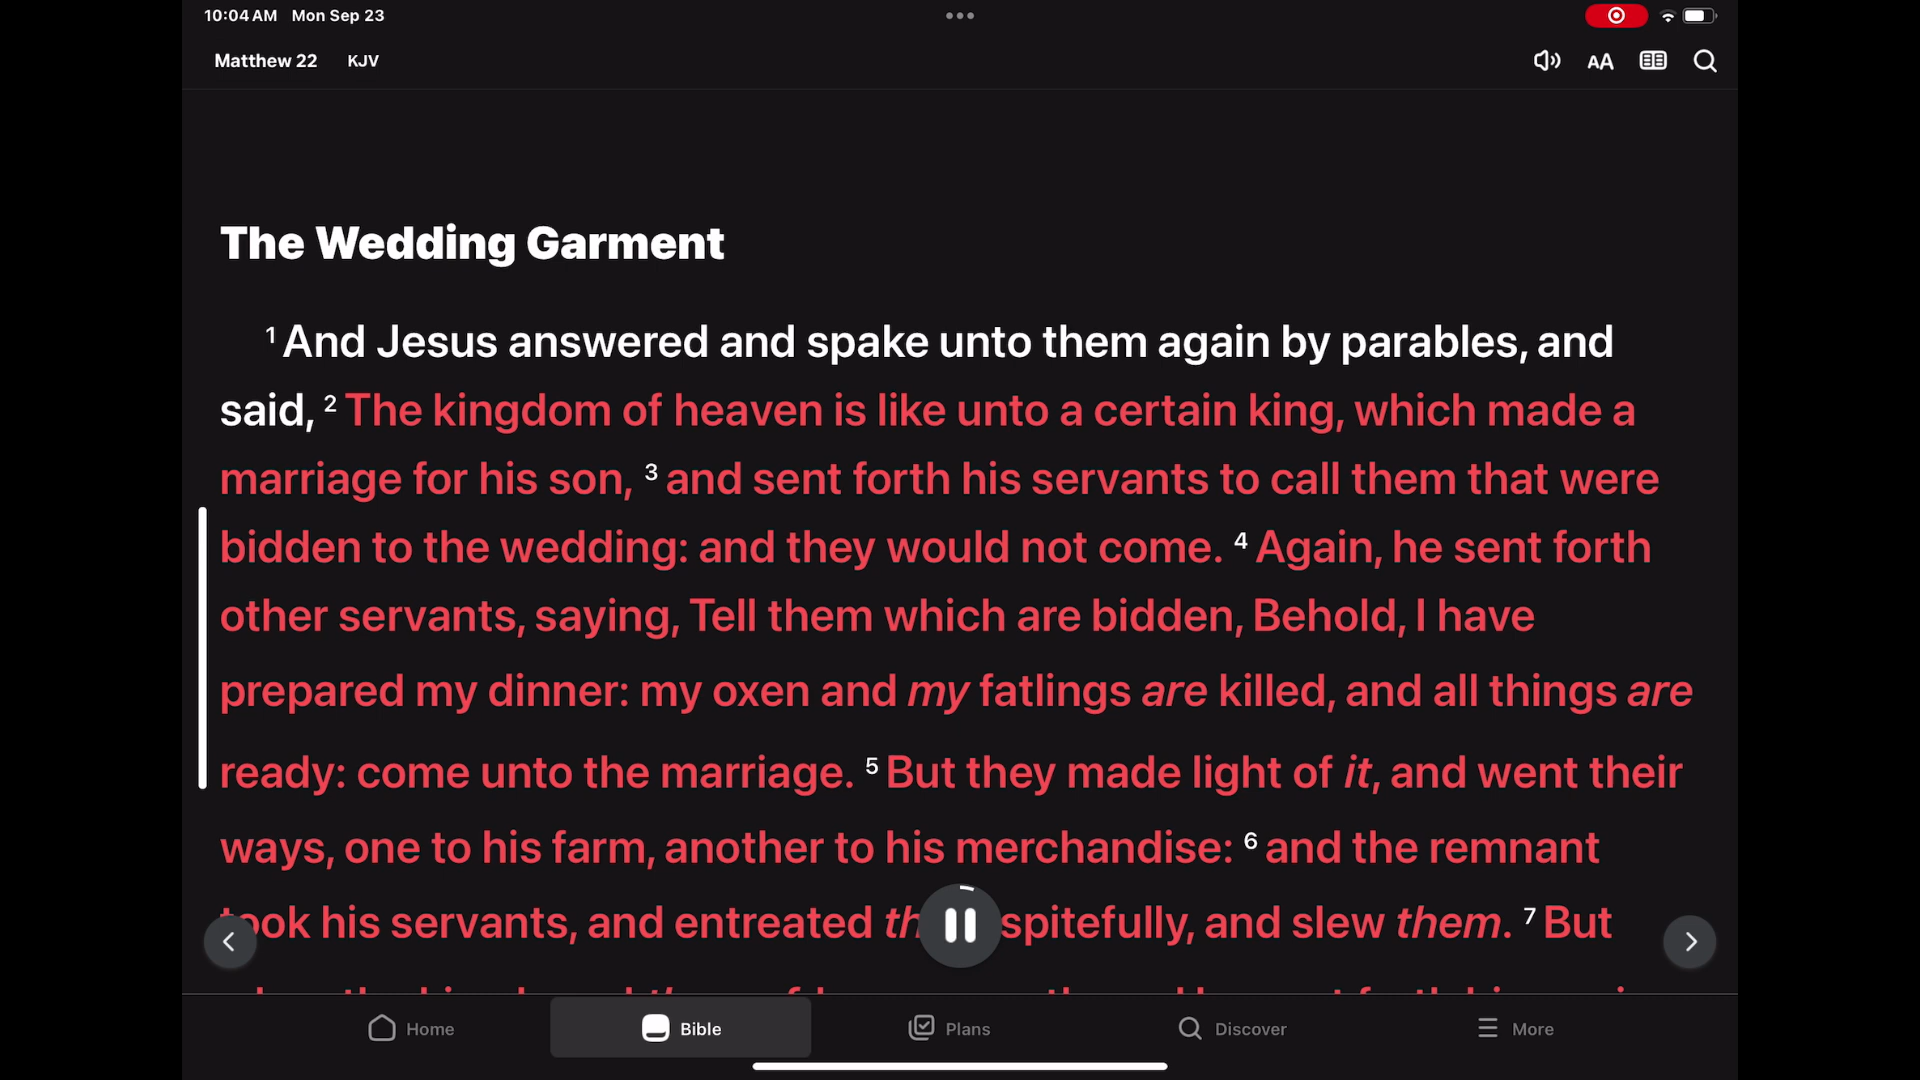 10:04 AM Mon Sep 23
Matthew 22 KJV
AA
The Wedding Garment
1 And Jesus answered and spake unto them again by parables, and
said, 2 The kingdom of heaven is like unto a certain king, which made a
marriage for his son, 3 and sent forth his servants to call them that were
bidden to the wedding: and they would not come. 4 Again, he sent forth
other servants, saying, Tell them which are bidden, Behold, I have
prepared my dinner: my oxen and my fatlings are killed, and all things are
ready: come unto the marriage. 5 But they made light of it, and went their
ways, one to his farm, another to his merchandise: 6 and the remnant
took his servants, and entreated th spitefully, and slew them. 7 But
Home Bible Plans Discover More